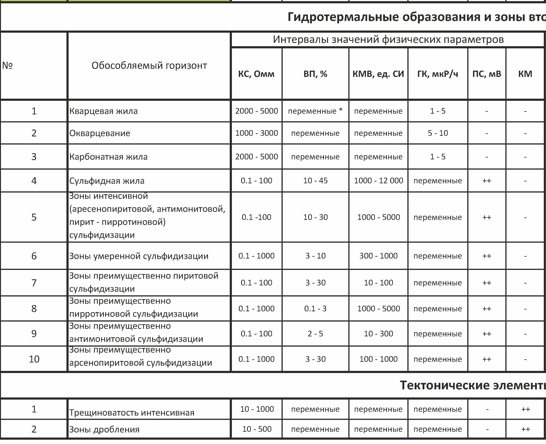 Гидротермальные образования и зоны вто
№ Обособляемый горизонт Интервалы значений физических параметров
КС, Омм ВП, % КМВ, ед. СИ ГК, мкР/ч ПС, мВ КМ
1 Кварцевая жила 2000 - 5000 переменные * переменные 1 - 5 - -
2 Окварцевание 1000 - 3000 переменные переменные 5 - 10 - -
3 Карбонатная жила 2000 - 5000 переменные переменные 1 - 5 - -
4 Сульфидная жила 0.1 - 100 10 - 45 1000 - 12 000 переменные ++ -
Зоны интенсивной
(аресенопиритовой, антимонитовой,
5 пирит - пирротиновой) 0.1 -100 10 - 30 1000 - 5000 переменные ++ -
сульфидизации
6 Зоны умеренной сульфидизации 0.1 - 1000 3 - 10 300 - 1000 переменные ++ -
7 Зоны преимущественно пиритовой 0.1 - 100 3 - 30 10 - 100 переменные ++ -
сульфидизации
8 Зоны преимущественно 0.1 - 1000 0.1 - 3 1000 - 5000 переменные ++ -
пирротиновой сульфидизации
9 Зоны преимущественно 0.1 - 100 2 - 5 10 - 300 переменные ++ -
антимонитовой сульфидизации
10 Зоны преимущественно 0.1 - 1000 3 - 30 100 - 1000 переменные ++ -
арсенопиритовой сульфидизации
Тектонические элементы
1 Трещиноватость интенсивная 10 - 1000 переменные переменные переменные - ++
2 Зоны дробления 10 - 500 переменные переменные переменные - ++